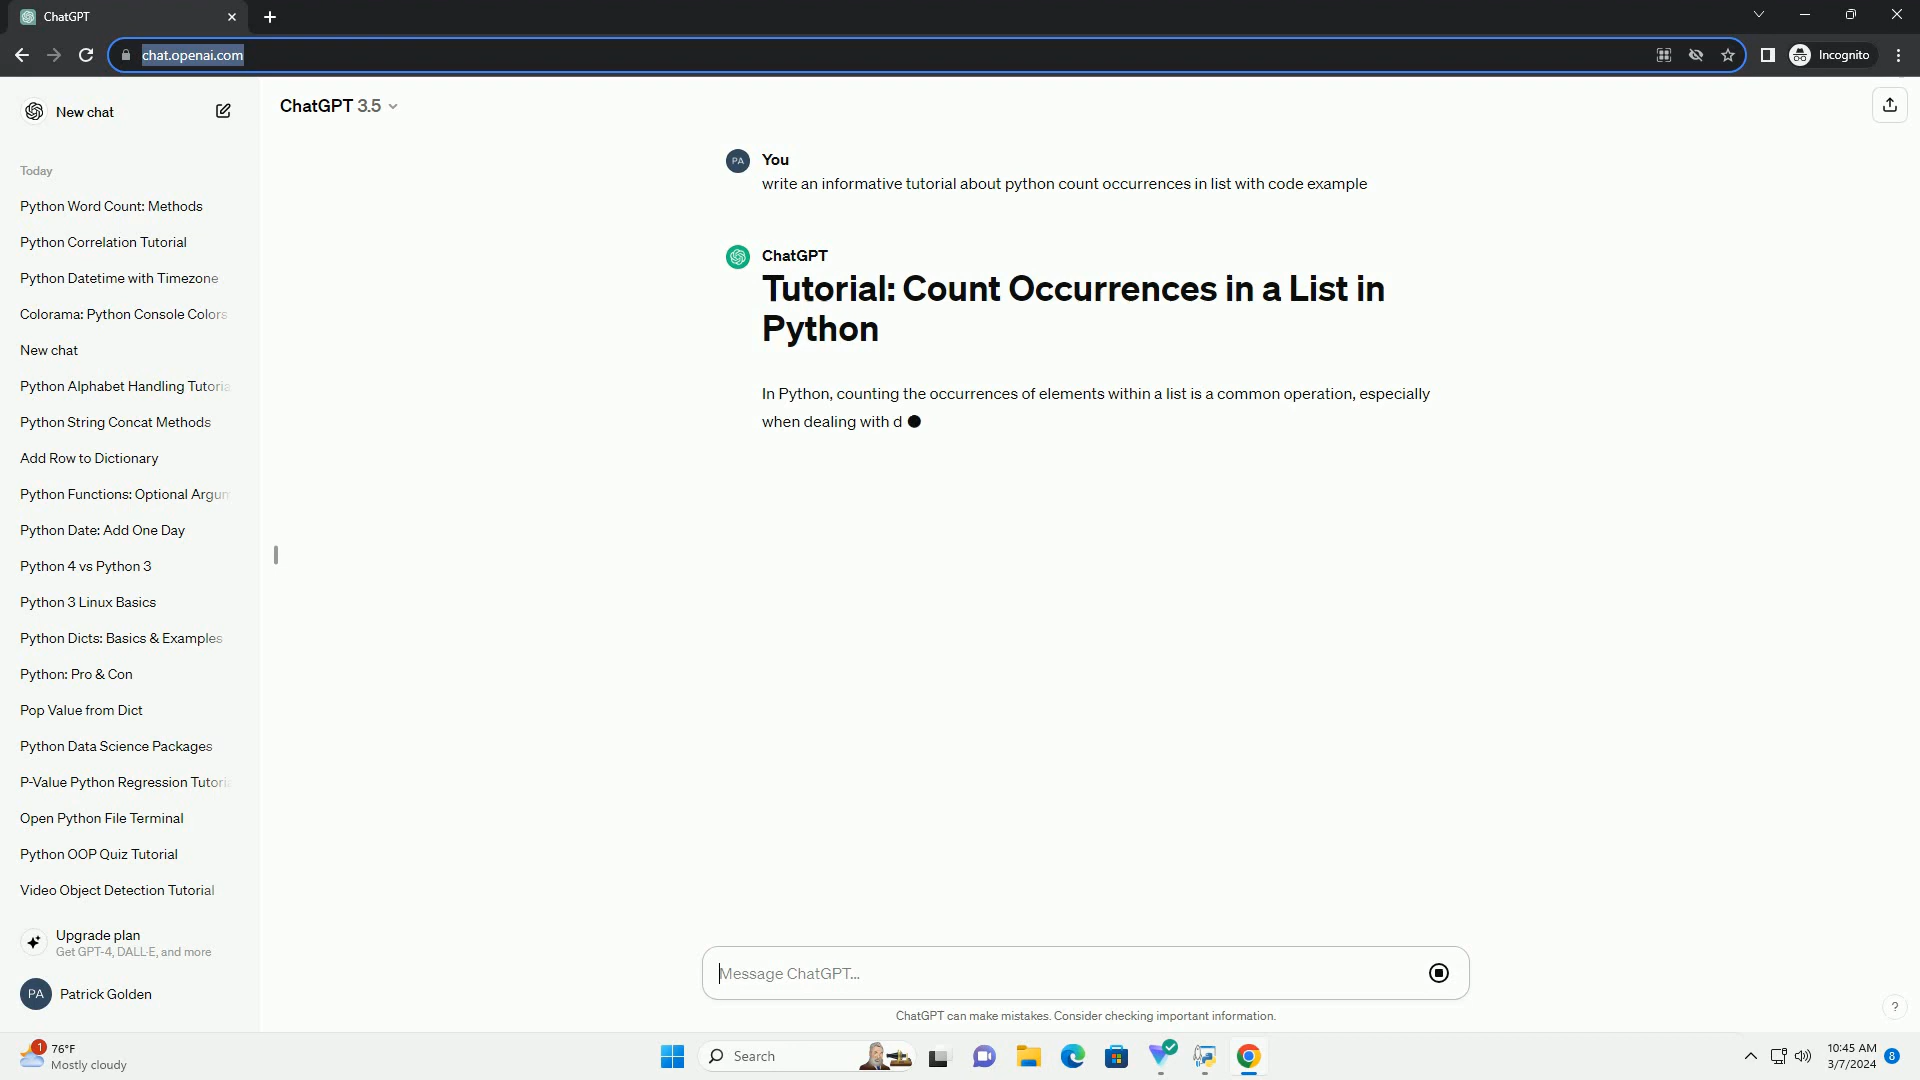 ChatGPT
chat.openai.com
Incognito
New chat
ChatGPT 3.5
Today
Python Word Count: Methods
Python Correlation Tutorial
Python Datetime with Timezone
Colorama: Python Console Colors
New chat
Python Alphabet Handling Tutoria
Python String Concat Methods
Add Row to Dictionary
Python Functions: Optional Argum
Python Date: Add One Day
Python 4 vs Python 3
Python 3 Linux Basics
Python Dicts: Basics & Examples
Python: Pro & Con
Pop Value from Dict
Python Data Science Packages
P-Value Python Regression Tutoria
Open Python File Terminal
Python OOP Quiz Tutorial
Video Object Detection Tutorial
Upgrade plan
Get GPT-4, DALL·E, and more
PA
Patrick Golden
PA
You
write an informative tutorial about python count occurrences in list with code example
ChatGPT
Tutorial: Count Occurrences in a List in
Python
In Python, counting the occurrences of elements within a list is a common operation, especially
when dealing with d
Message ChatGPT...
ChatGPT can make mistakes. Consider checking important information.
?
1
76°F
Mostly cloudy
Search
10:45 AM
3/7/2024
8